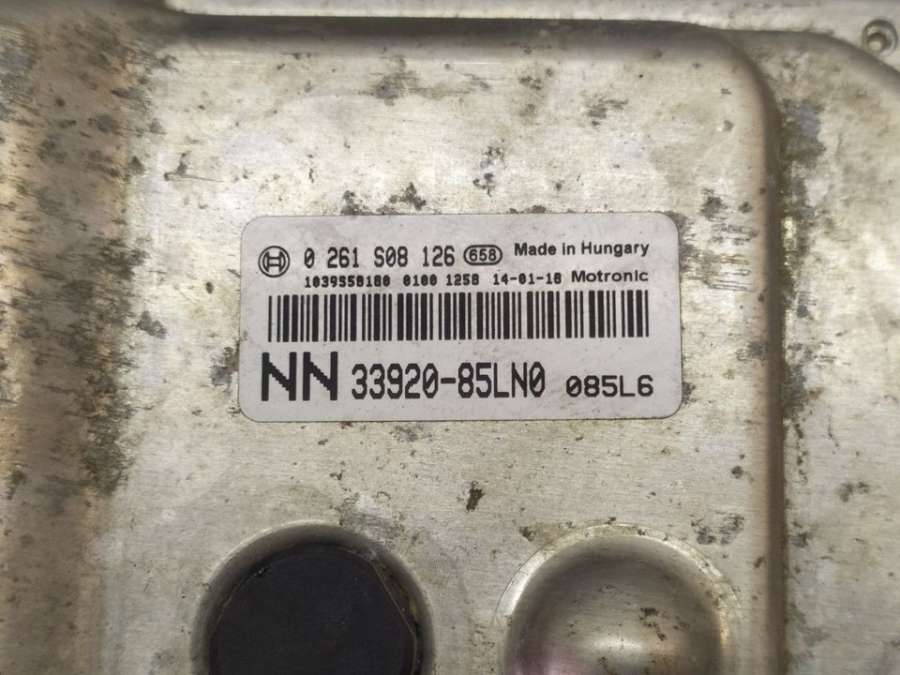 0 261 S08 126 658 Made in Hungary
1039S58180 0100 1258 14-01-18 Motronic
NN 33920-85LN0 085L6